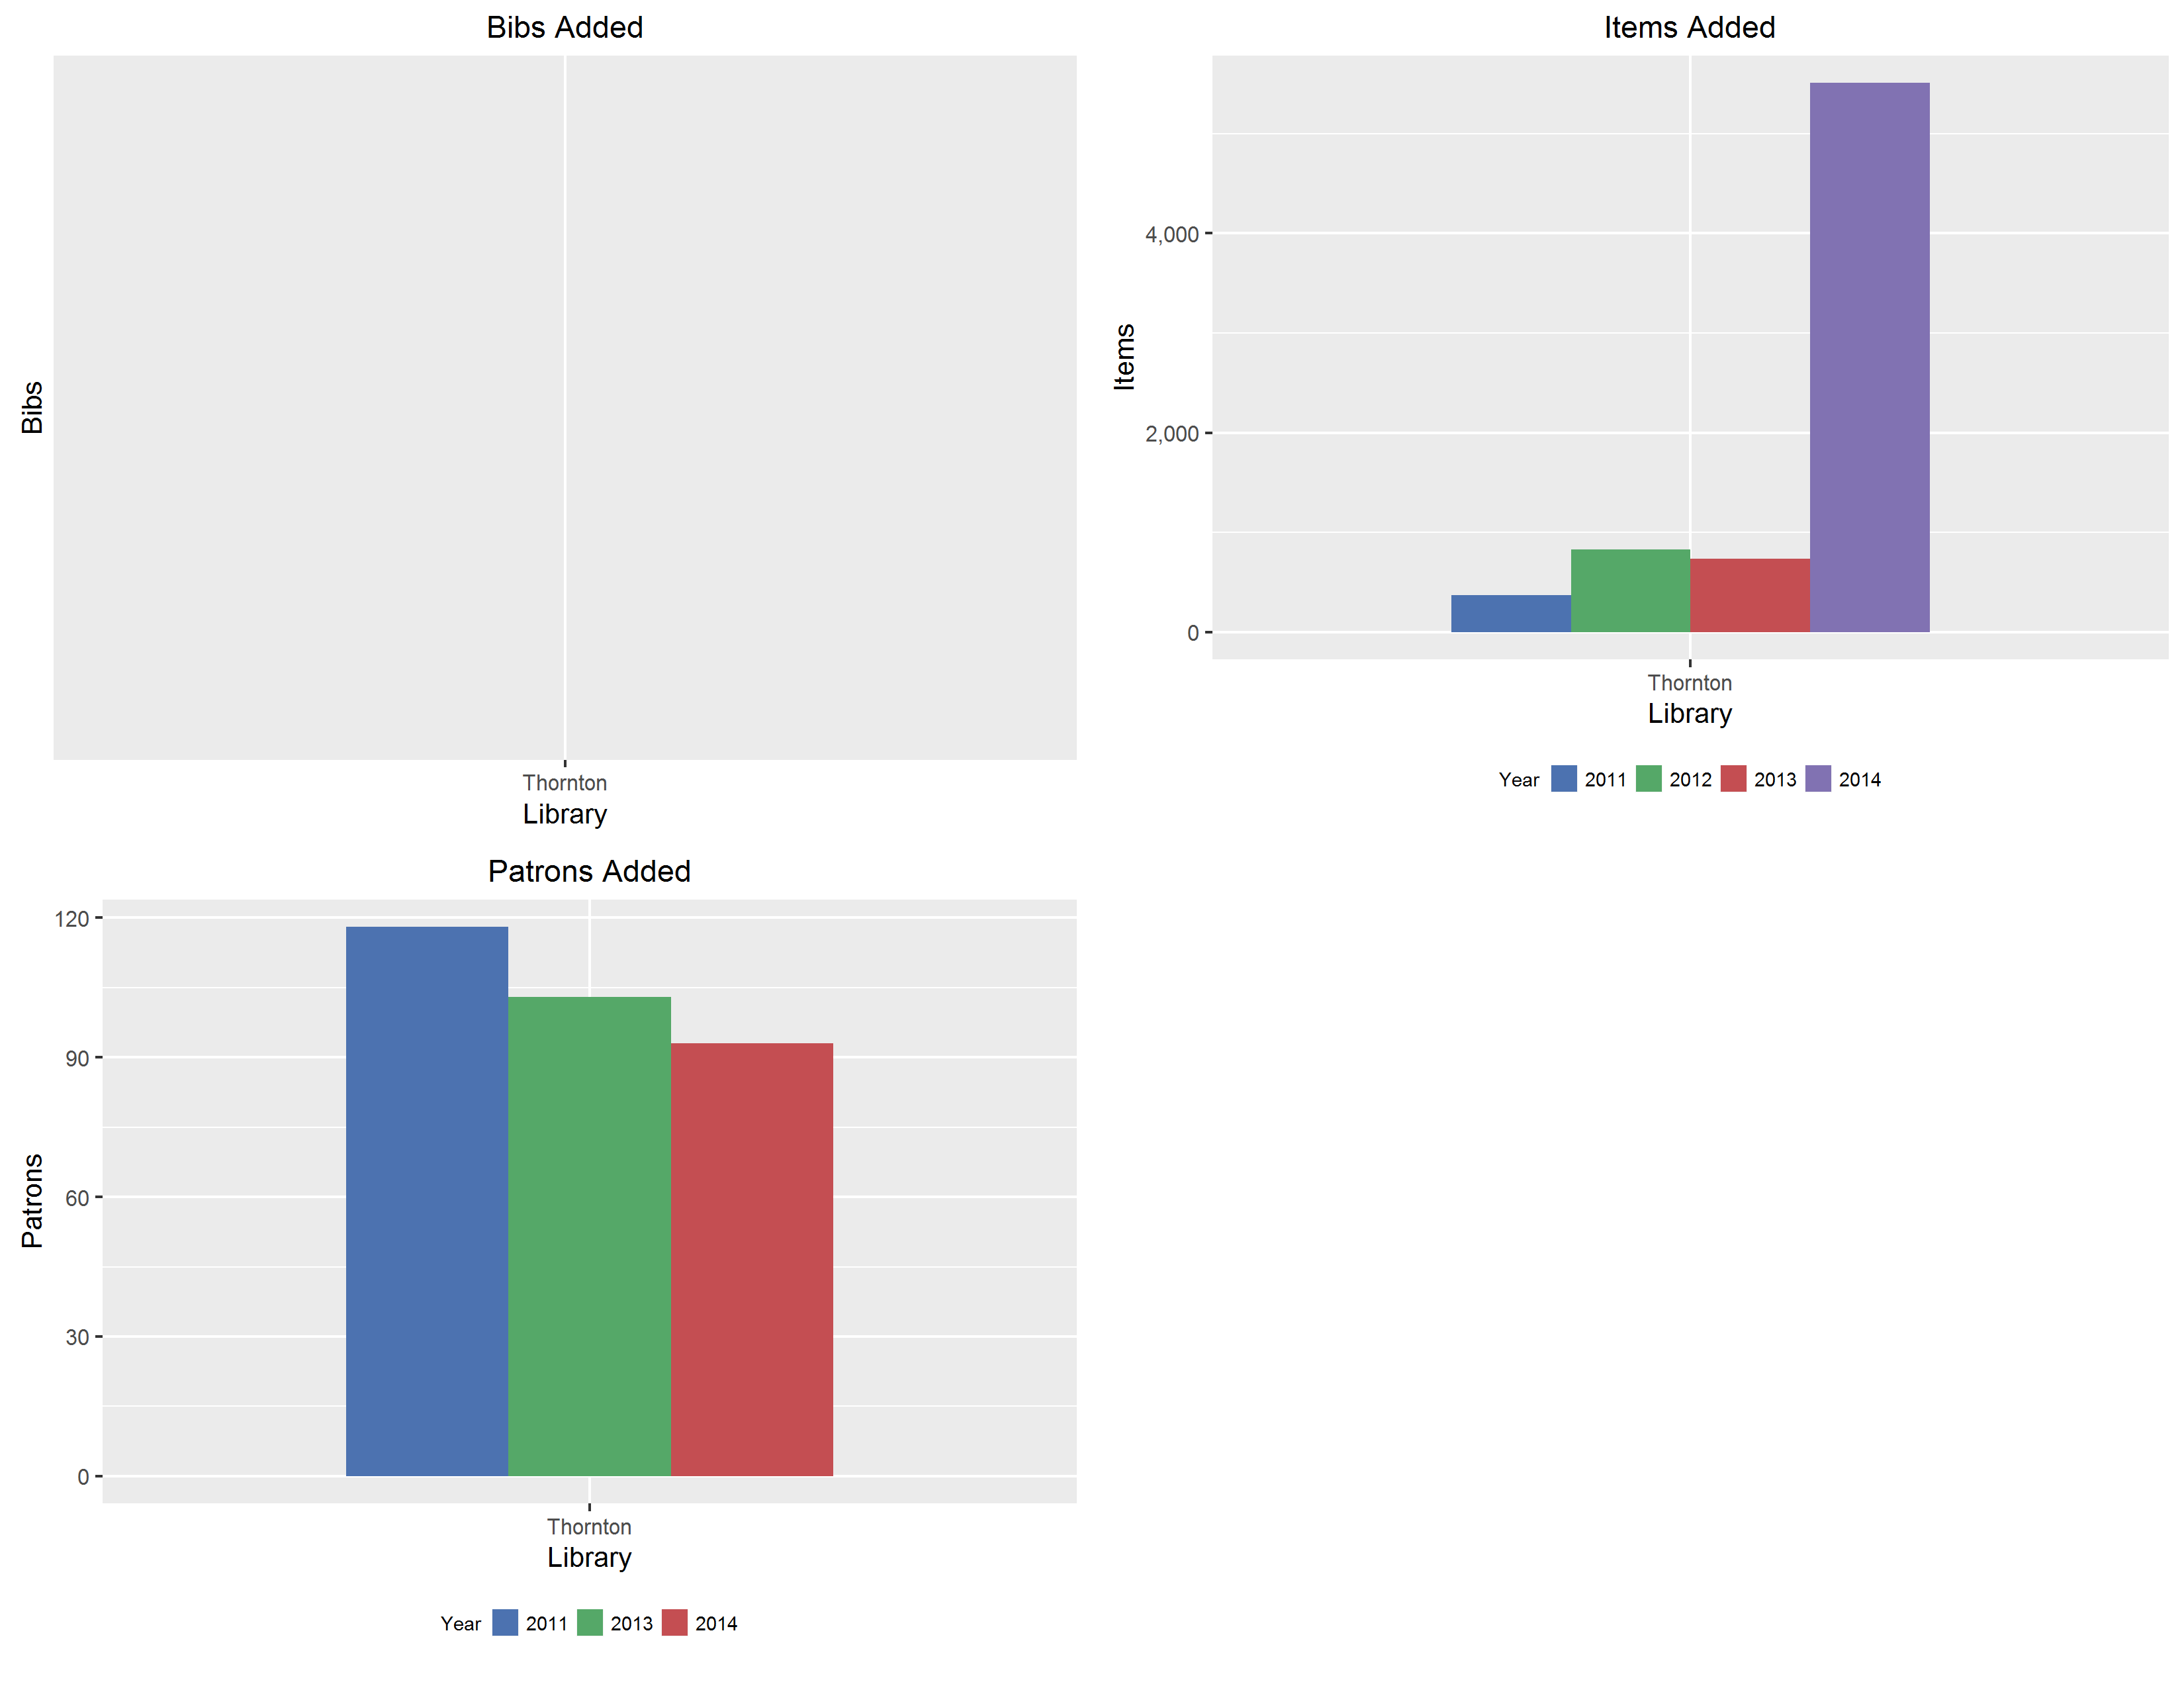 Bibs Added
Bibs
Thornton
Library
Items Added
Items
4,000
2,000
0
Thornton
Library
Year 2011 2012 2013 2014
Patrons Added
Patrons
120
90
60
30
0
Thornton
Library
Year 2011 2013 2014